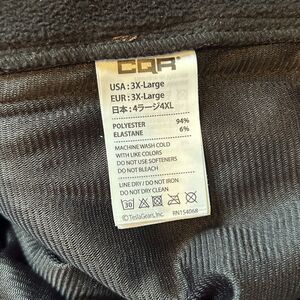 CQR
USA : 3X-Large
EUR : 3X-Large
日本 : 4ラージ4XL
POLYESTER 94%
ELASTANE 6%
MACHINE WASH COLD
WITH LIKE COLORS
DO NOT USE SOFTENERS
DO NOT BLEACH
LINE DRY / DO NOT IRON
DO NOT DRY CLEAN
30
©TeslaGears, Inc. RN154068